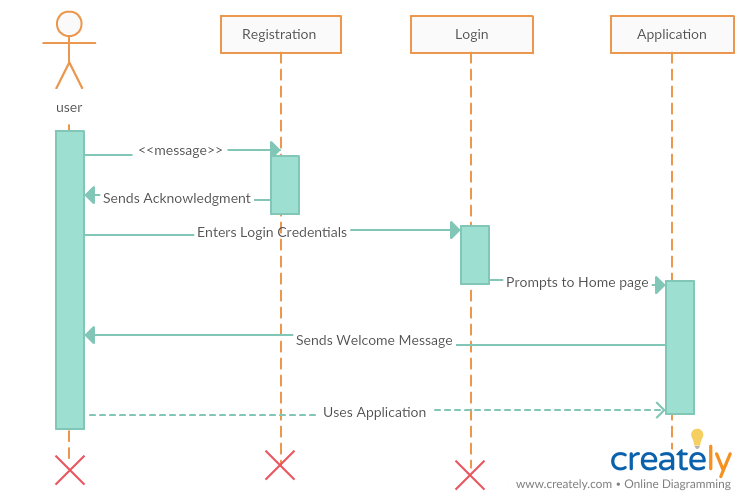 Registration
Login
Application
user
<<message>>
Sends Acknowledgment
Enters Login Credentials
Prompts to Home page
Sends Welcome Message
Uses Application
creately
www.creately.com • Online Diagramming